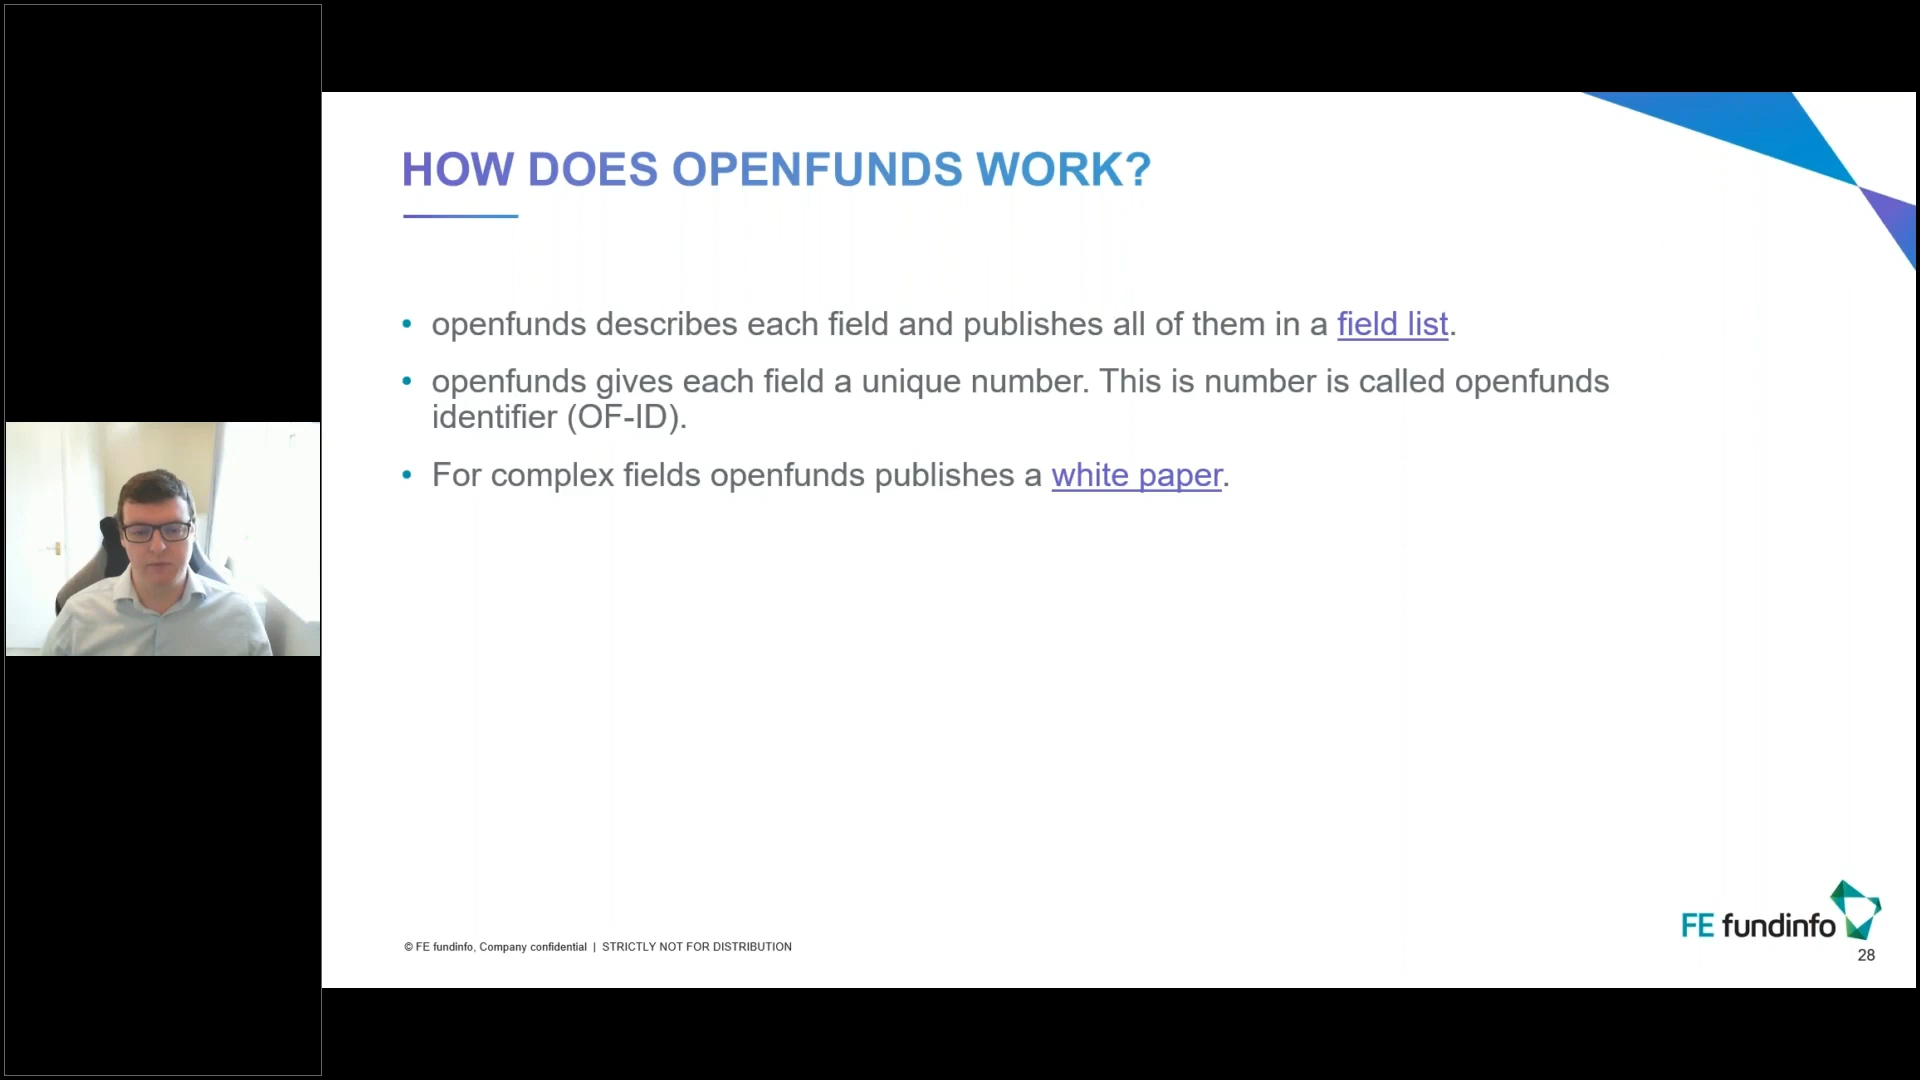 HOW DOES OPENFUNDS WORK?
• openfunds describes each field and publishes all of them in a field list.
• openfunds gives each field a unique number. This is number is called openfunds
identifier (OF-ID).
• For complex fields openfunds publishes a white paper.
© FE fundinfo, Company confidential | STRICTLY NOT FOR DISTRIBUTION
FE fundinfo
28